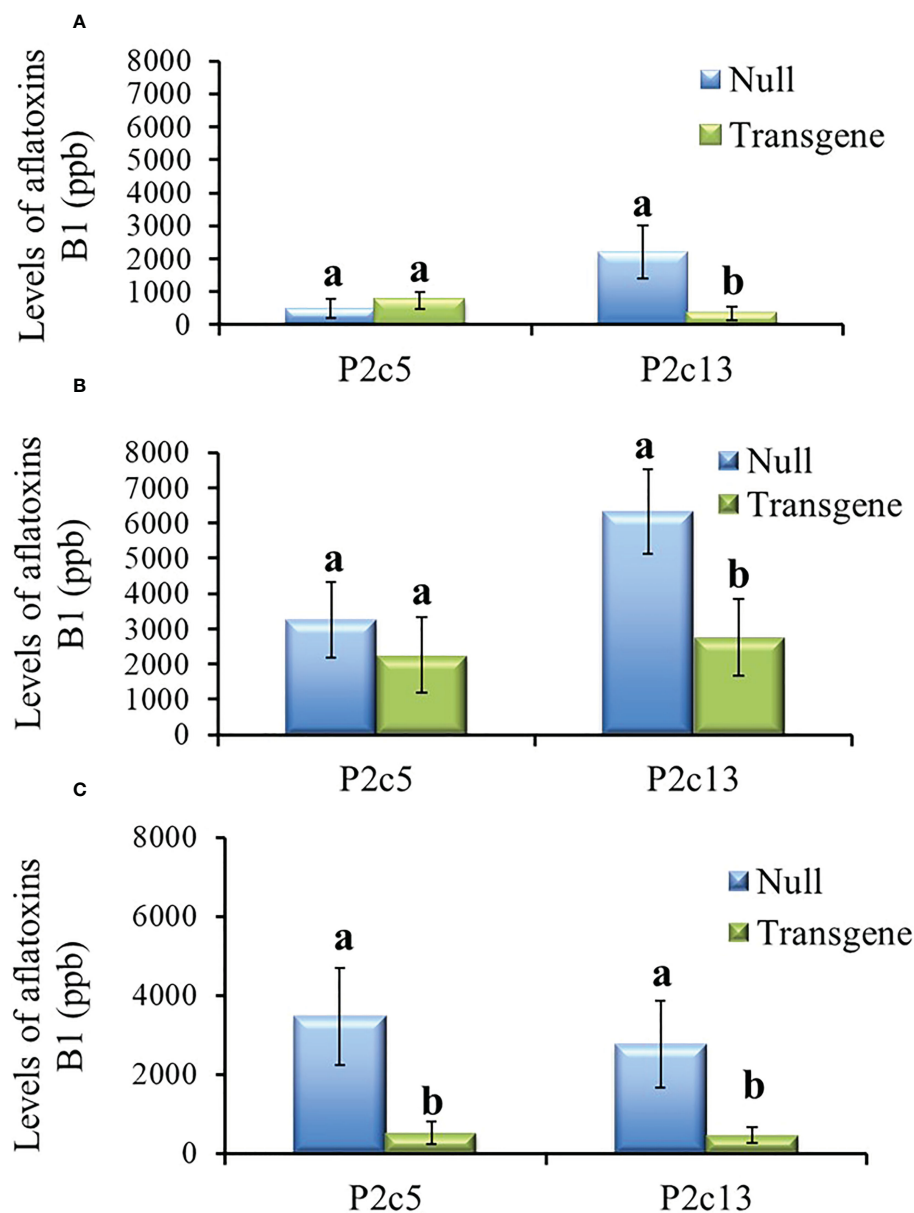 A
Levels of aflatoxins
B1 (ppb)
8000
7000
6000
5000
4000
3000
2000
1000
0
Null
Transgene
a
a
a
b
P2c5
P2c13
B
Levels of aflatoxins
B1 (ppb)
8000
7000
6000
5000
4000
3000
2000
1000
0
Null
Transgene
a
a
a
b
P2c5
P2c13
C
Levels of aflatoxins
B1 (ppb)
8000
6000
4000
2000
0
Null
Transgene
a
b
a
b
P2c5
P2c13